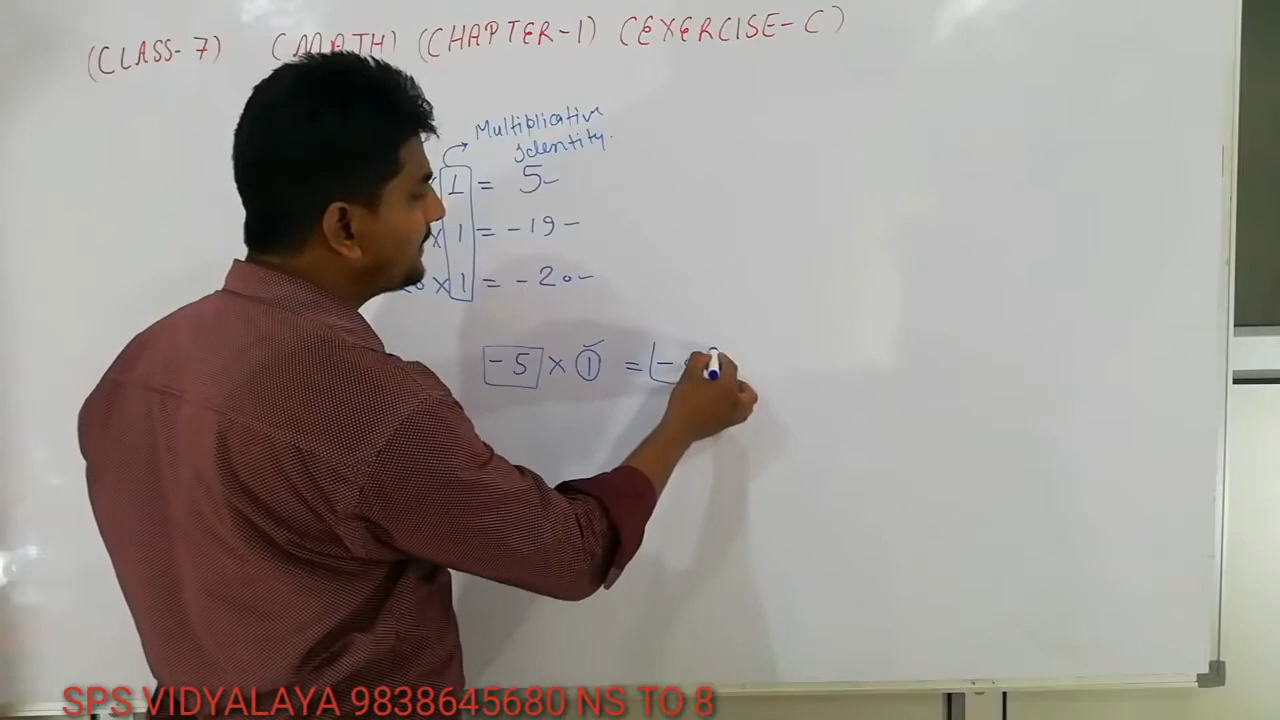 (CLASS-7) (MATH) (CHAPTER-1) (EXERCISE-C)
Multiplicative
Identity.
1 = 5-
x 1 = -19-
x 1 = -20-
-5 x 1 = -
SPS VIDYALAYA 9838645680 NS TO 8